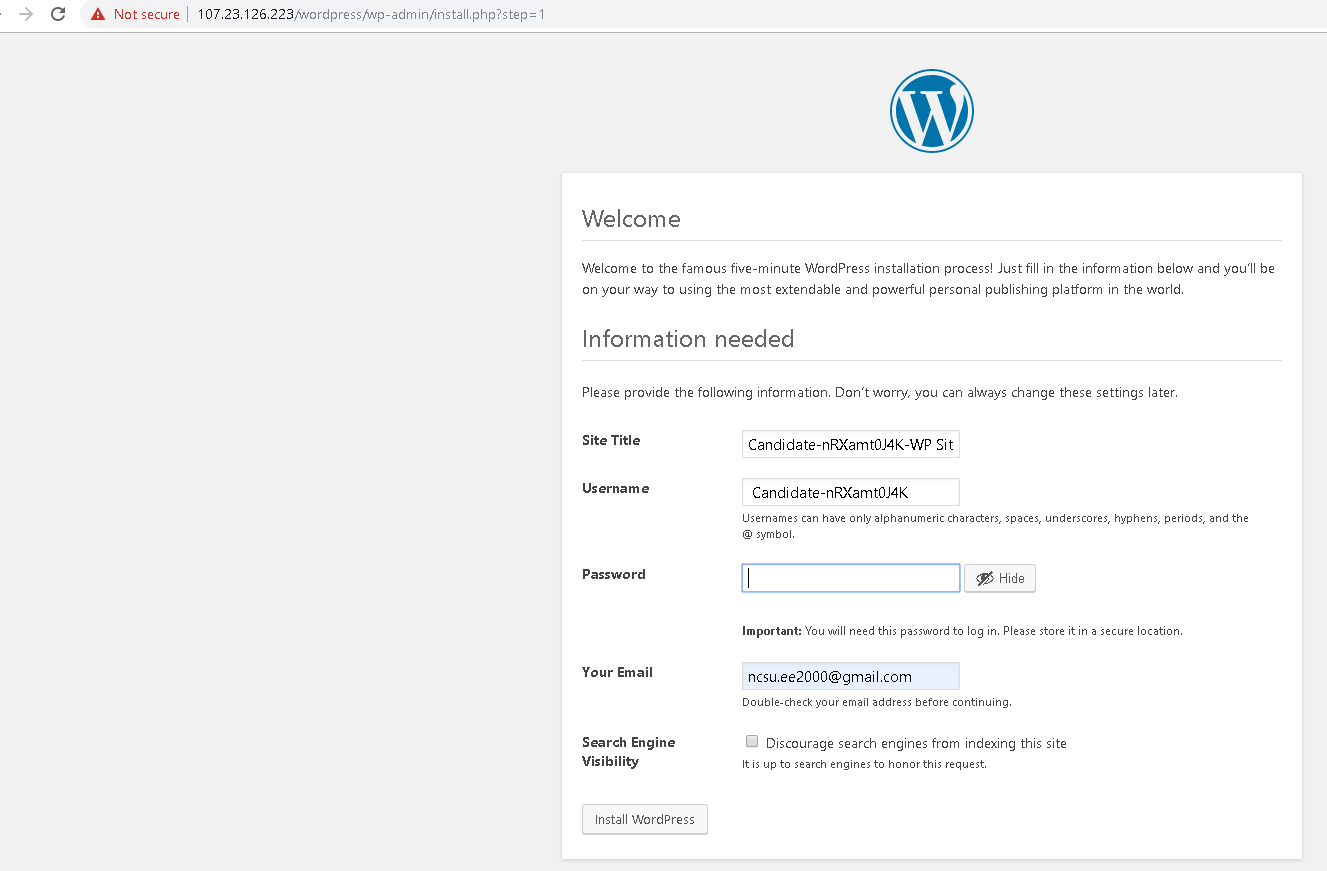 Not secure | 107.23.126.223/wordpress/wp-admin/install.php?step=1
W
Welcome
Welcome to the famous five-minute WordPress installation process! Just fill in the information below and you'll be
on your way to using the most extendable and powerful personal publishing platform in the world.
Information needed
Please provide the following information. Don't worry, you can always change these settings later.
Site Title
Candidate-nRXamt0J4K-WP Sit
Username
Candidate-nRXamt0J4K
Usernames can have only alphanumeric characters, spaces, underscores, hyphens, periods, and the
@ symbol.
Password
Hide
Important: You will need this password to log in. Please store it in a secure location.
Your Email
ncsu.ee2000@gmail.com
Double-check your email address before continuing.
Search Engine
Visibility
Discourage search engines from indexing this site
It is up to search engines to honor this request.
Install WordPress